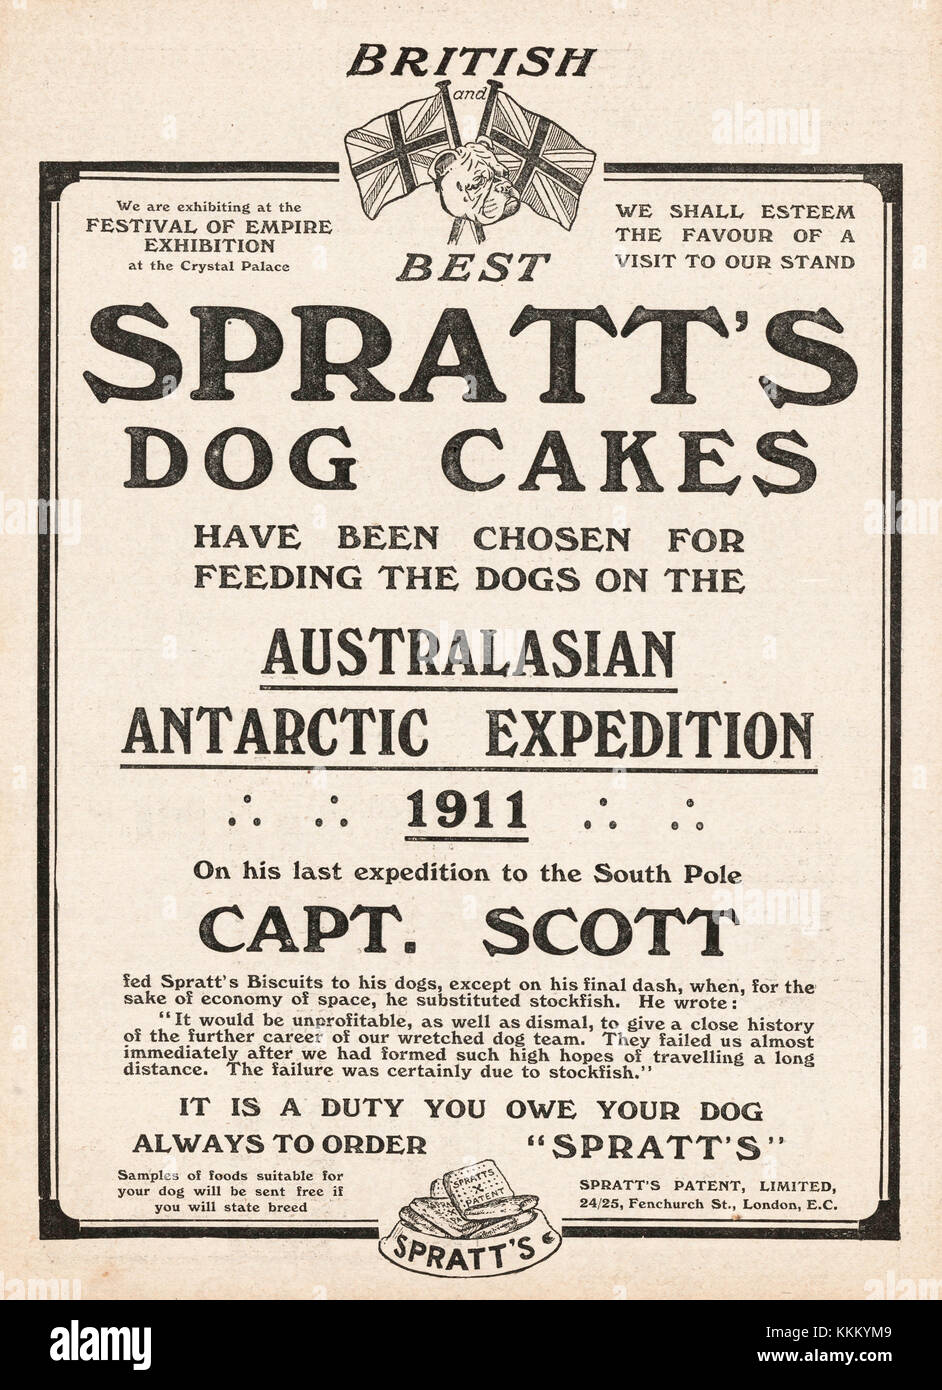 BRITISH
and
BEST
We are exhibiting at the
FESTIVAL OF EMPIRE
EXHIBITION
at the Crystal Palace
WE SHALL ESTEEM
THE FAVOUR OF A
VISIT TO OUR STAND
SPRATT'S
DOG CAKES
HAVE BEEN CHOSEN FOR
FEEDING THE DOGS ON THE
AUSTRALASIAN
ANTARCTIC EXPEDITION
1911
On his last expedition to the South Pole
CAPT. SCOTT
fed Spratt's Biscuits to his dogs, except on his final dash, when, for the
sake of economy of space, he substituted stockfish. He wrote:
"It would be unprofitable, as well as dismal, to give a close history
of the further career of our wretched dog team. They failed us almost
immediately after we had formed such high hopes of travelling a long
distance. The failure was certainly due to stockfish."
IT IS A DUTY YOU OWE YOUR DOG
ALWAYS TO ORDER "SPRATT'S"
Samples of foods suitable for
your dog will be sent free if
you will state breed
SPRATT'S PATENT, LIMITED,
24/25, Fenchurch St., London, E.C.
SPRATTS
X
PATENT
SPRATT'S
alamy
Image ID: KKKYM9
www.alamy.com